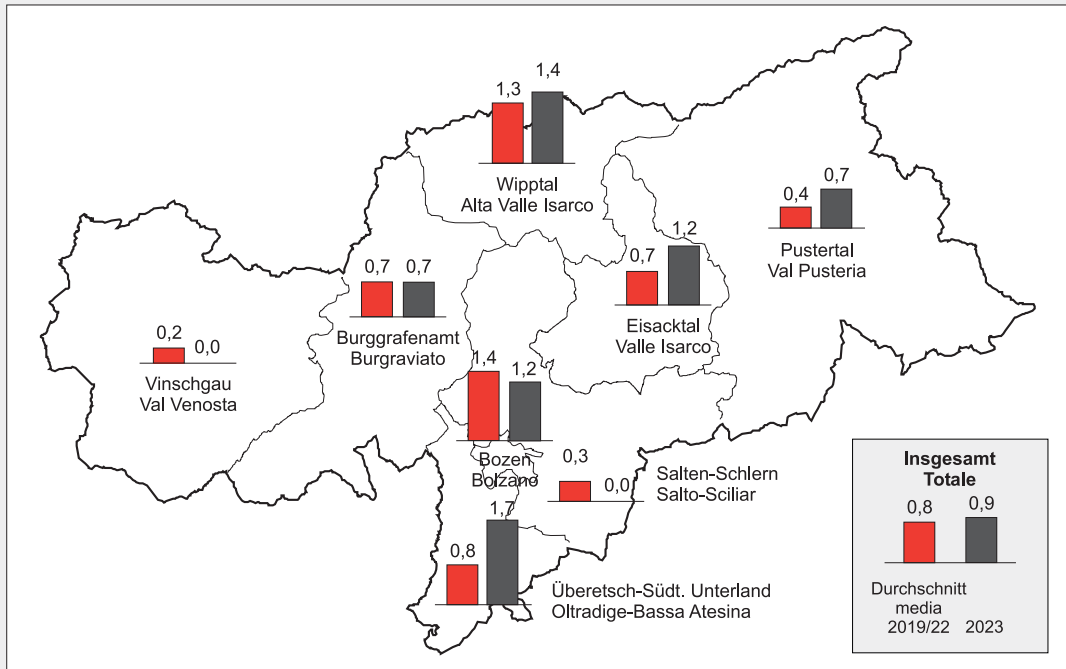 1,3 1,4
Wipptal
Alta Valle Isarco
0,4 0,7
Pustertal
Val Pusteria
0,7 1,2
Eisacktal
Valle Isarco
0,7 0,7
Burggrafenamt
Burgraviato
0,2 0,0
Vinschgau
Val Venosta
1,4 1,2
Bozen
Bolzano
0,3 0,0
Salten-Schlern
Salto-Sciliar
0,8 1,7
Überetsch-Südt. Unterland
Oltradige-Bassa Atesina
Insgesamt
Totale
0,8 0,9
Durchschnitt
media
2019/22 2023